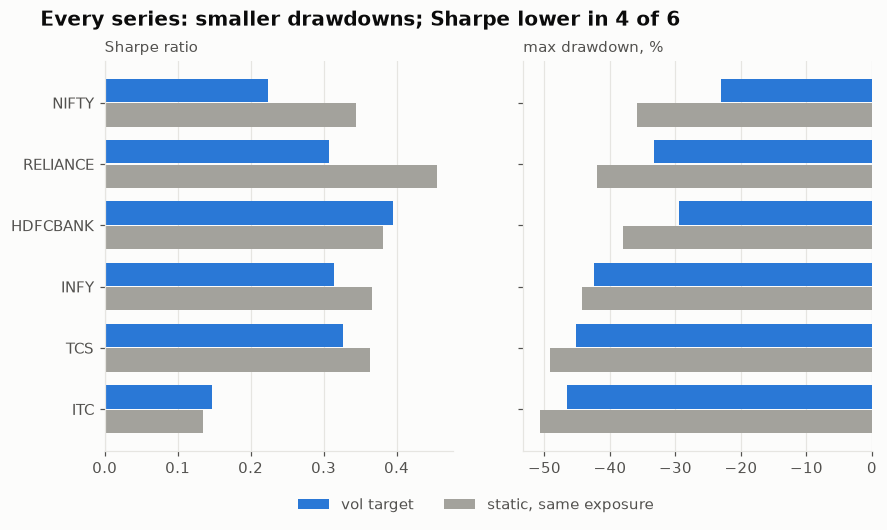 Every series: smaller drawdowns; Sharpe lower in 4 of 6
Sharpe ratio
max drawdown, %
NIFTY
RELIANCE
HDFCBANK
INFY
TCS
ITC
0.0 0.1 0.2 0.3 0.4
−50 −40 −30 −20 −10 0
vol target
static, same exposure